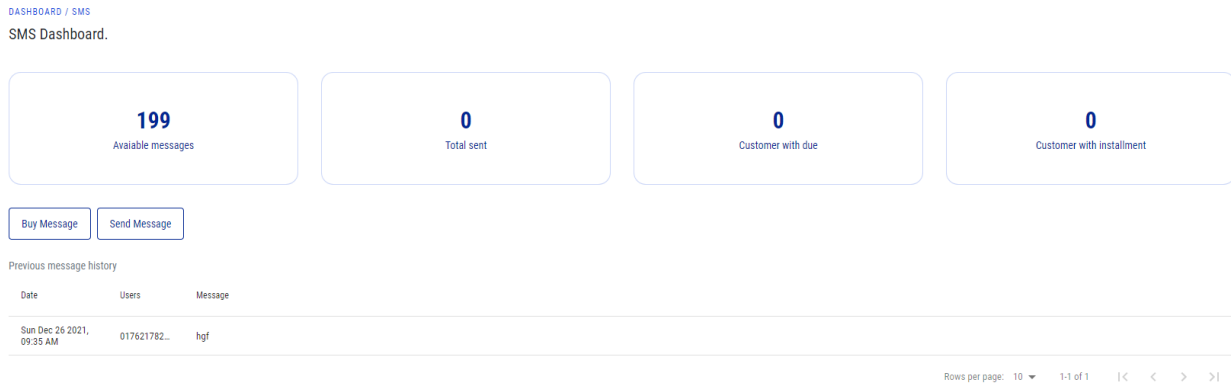 DASHBOARD / SMS
SMS Dashboard.
199
Avaiable messages
0
Total sent
0
Customer with due
0
Customer with installment
Buy Message
Send Message
Previous message history
Date Users Message
Sun Dec 26 2021,
09:35 AM
017621782...
hgf
Rows per page: 10 1-1 of 1